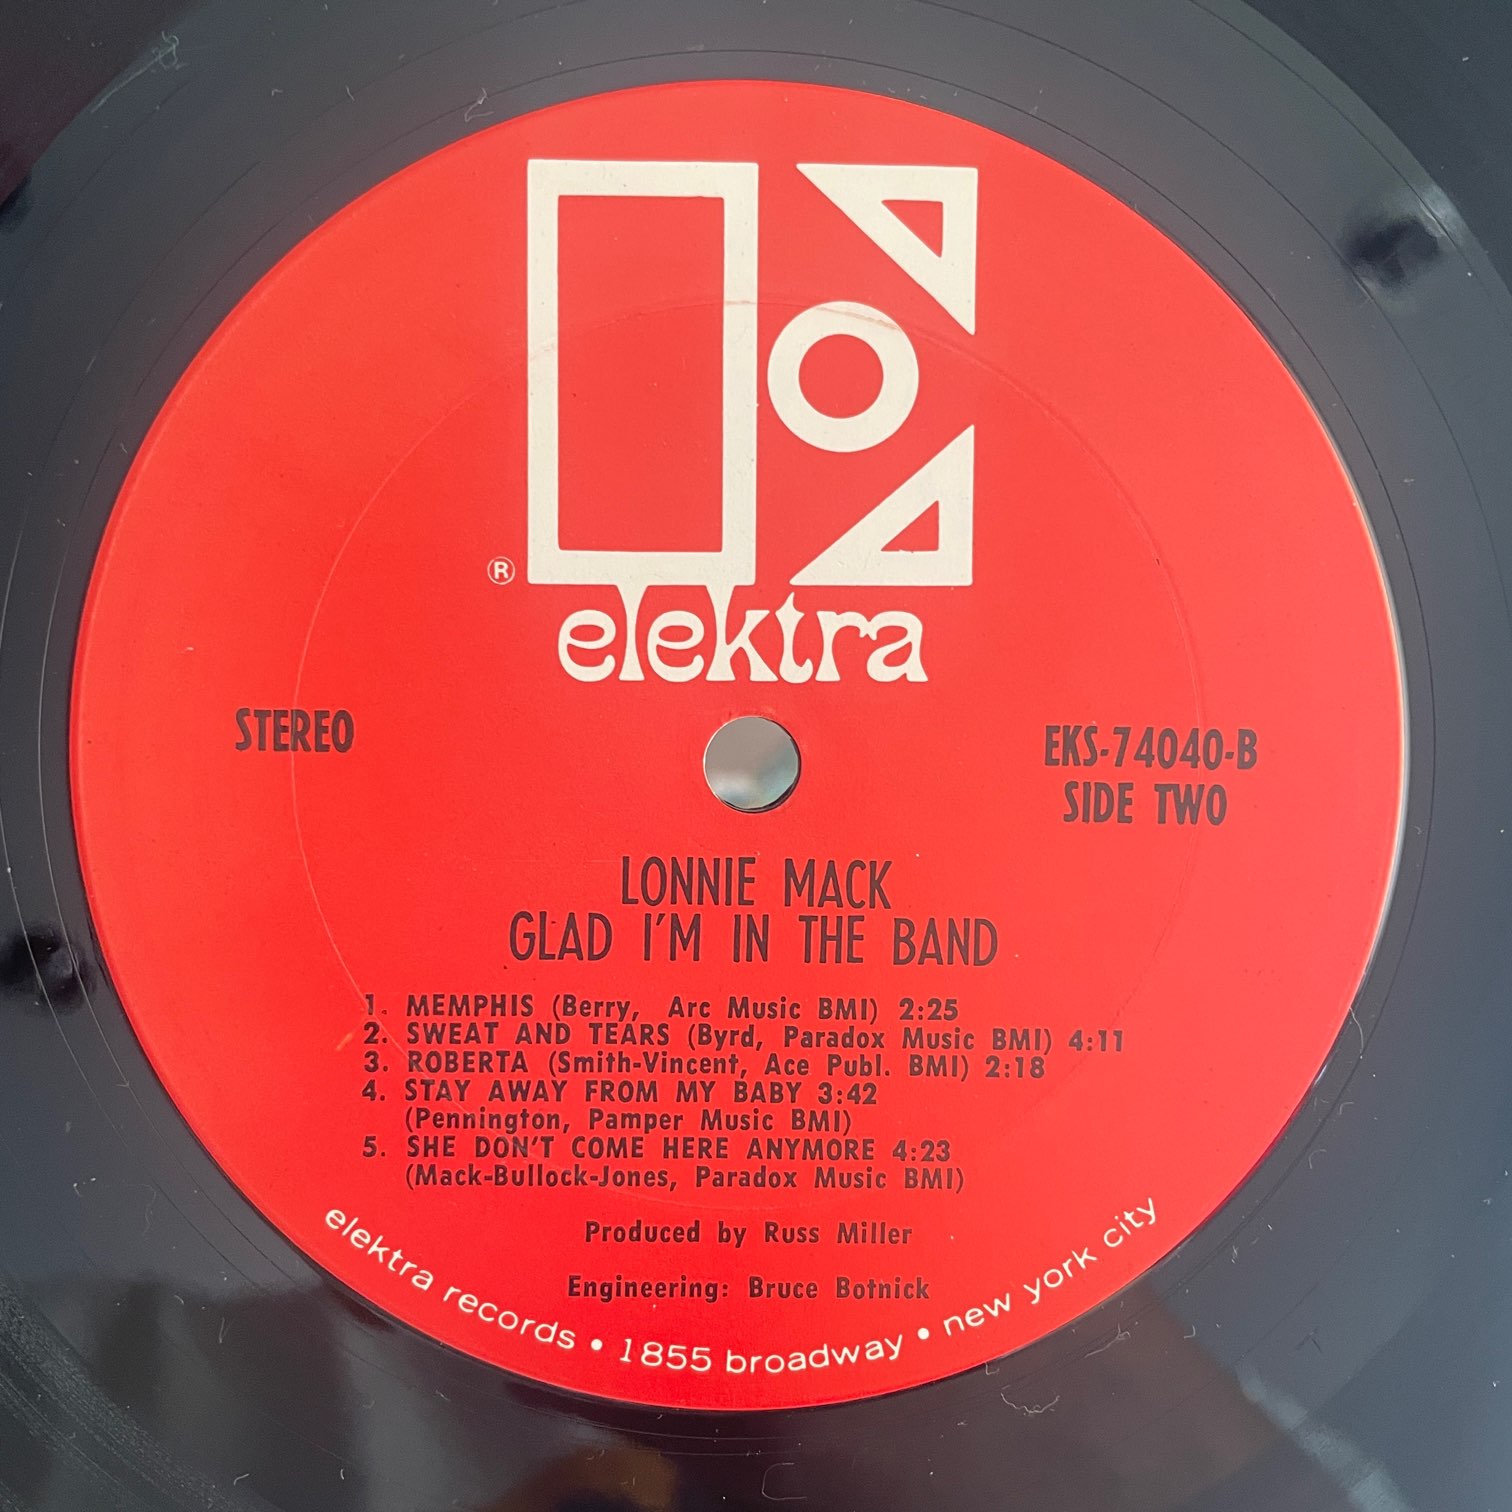 ®
elektra
STEREO
EKS-74040-B
SIDE TWO
LONNIE MACK
GLAD I'M IN THE BAND
1. MEMPHIS (Berry, Arc Music BMI) 2:25
2. SWEAT AND TEARS (Byrd, Paradox Music BMI) 4:11
3. ROBERTA (Smith-Vincent, Ace Publ. BMI) 2:18
4. STAY AWAY FROM MY BABY 3:42
(Pennington, Pamper Music BMI)
5. SHE DON'T COME HERE ANYMORE 4:23
(Mack-Bullock-Jones, Paradox Music BMI)
Produced by Russ Miller
Engineering: Bruce Botnick
elektra records • 1855 broadway • new york city